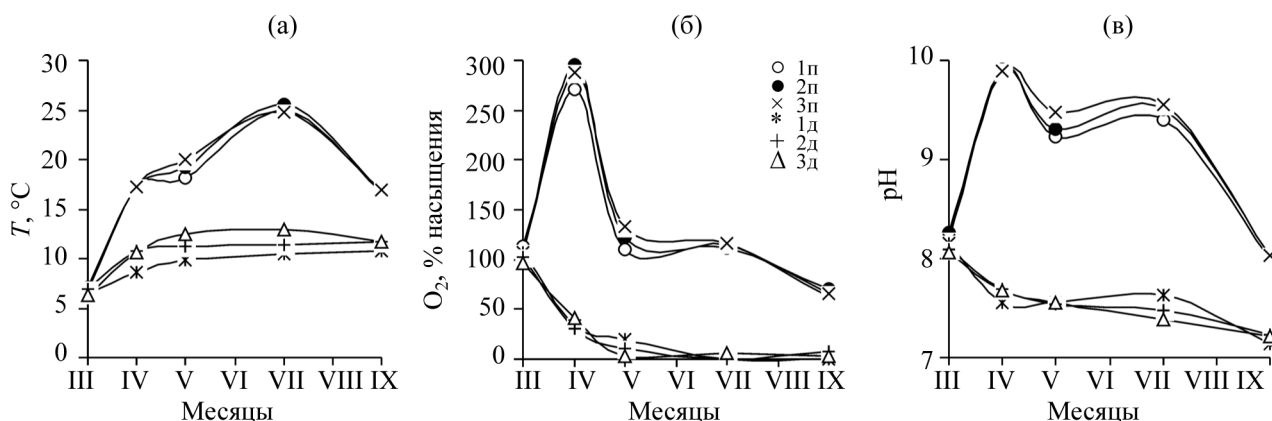 (а)
30
25
20
15
10
5
0
T, °C
III IV V VI VII VIII IX
Месяцы
(б)
300
250
200
150
100
50
0
O₂, % насыщения
1п
2п
3п
1д
2д
3д
III IV V VI VII VIII IX
Месяцы
(в)
10
9
8
7
pH
III IV V VI VII VIII IX
Месяцы